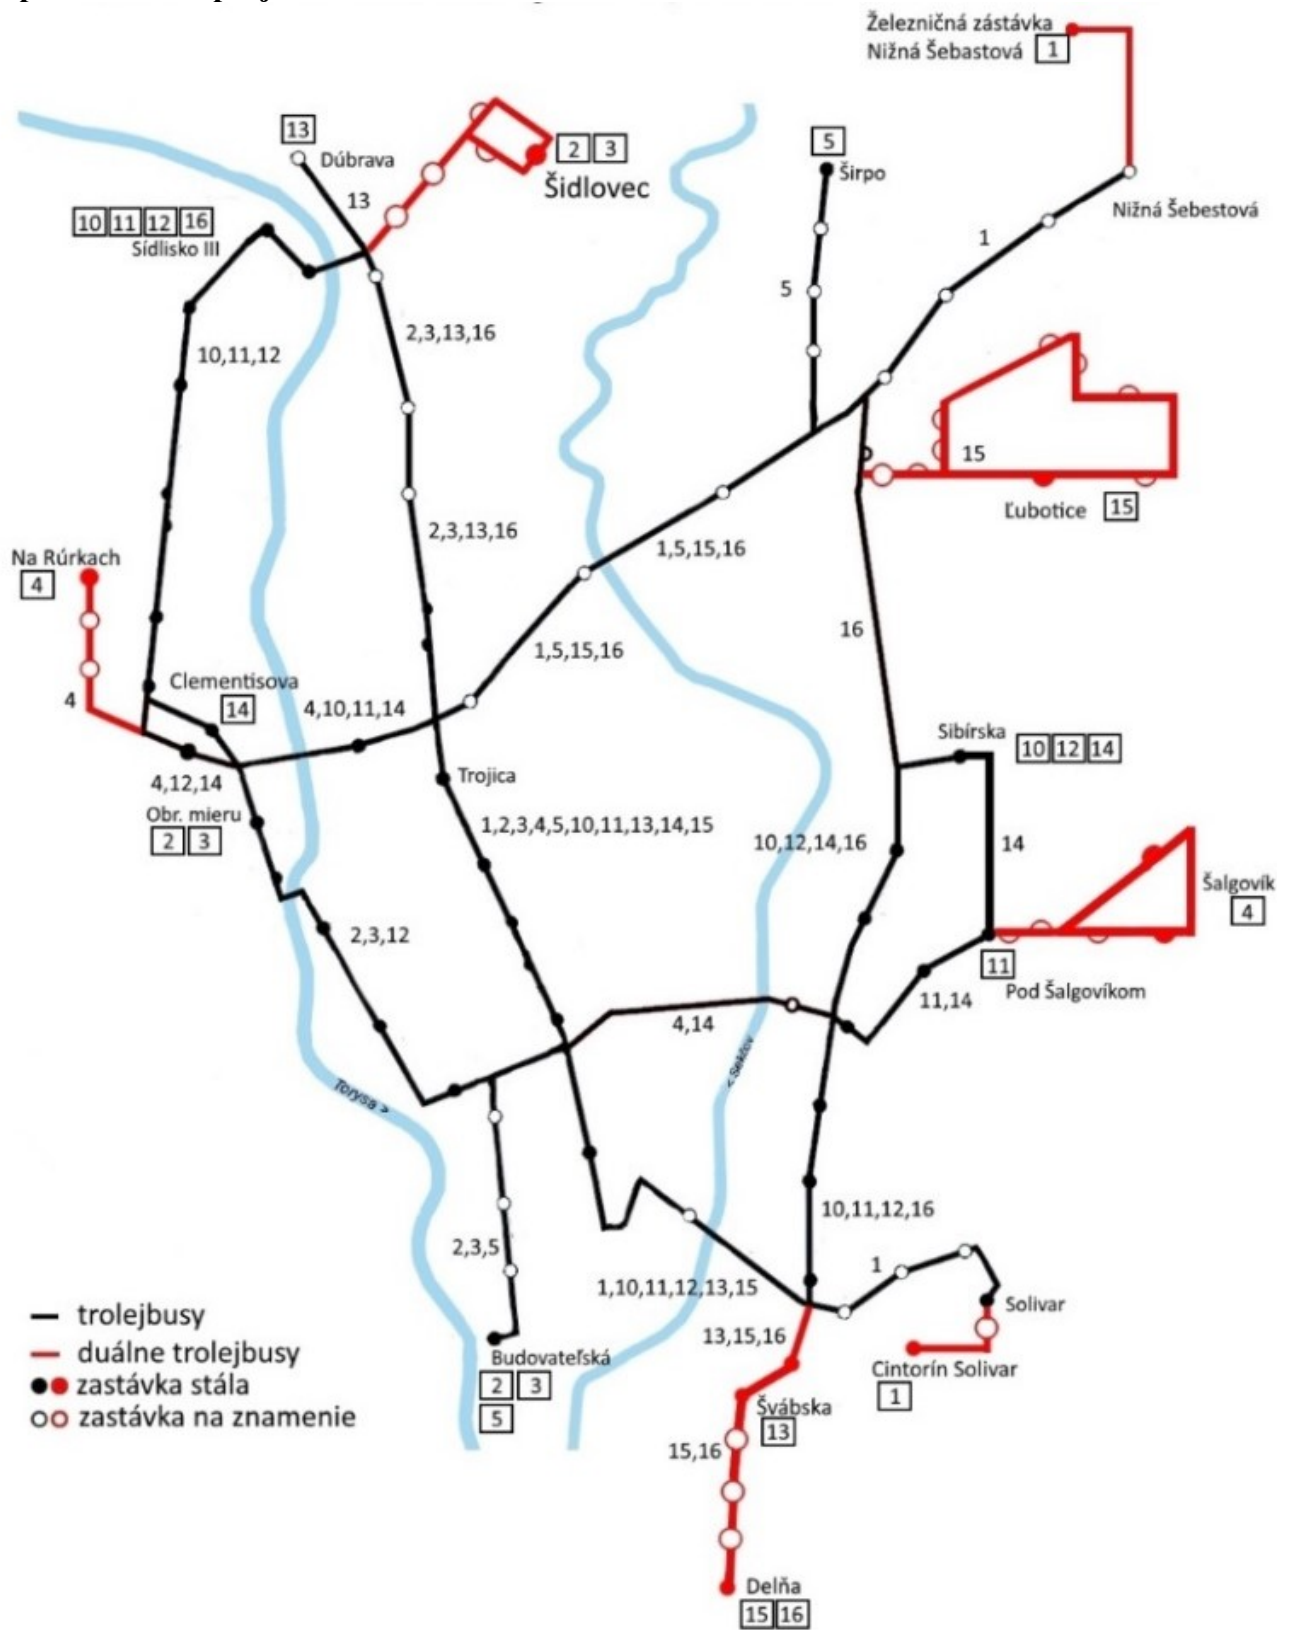 Železničná zástávka
Nižná Šebastová 1
13
Dúbrava
2 3
Šidlovec
13
5
Širpo
10 11 12 16
Sídlisko III
Nižná Šebestová
1
5
2,3,13,16
10,11,12
15
Ľubotice 15
2,3,13,16
1,5,15,16
Na Rúrkach
4
16
1,5,15,16
Clementisova
14
4
4,10,11,14
Sibírska 10 12 14
Trojica
4,12,14
Obr. mieru
2 3
1,2,3,4,5,10,11,13,14,15
10,12,14,16
14
Šalgovík
4
2,3,12
11
Pod Šalgovíkom
11,14
4,14
< Sekčov
Torysa >
10,11,12,16
2,3,5
1
1,10,11,12,13,15
Solivar
trolejbusy
13,15,16
duálne trolejbusy
Budovateľská
2 3
5
Cintorín Solivar
1
zastávka stála
zastávka na znamenie
Švábska
13
15,16
Delňa
15 16